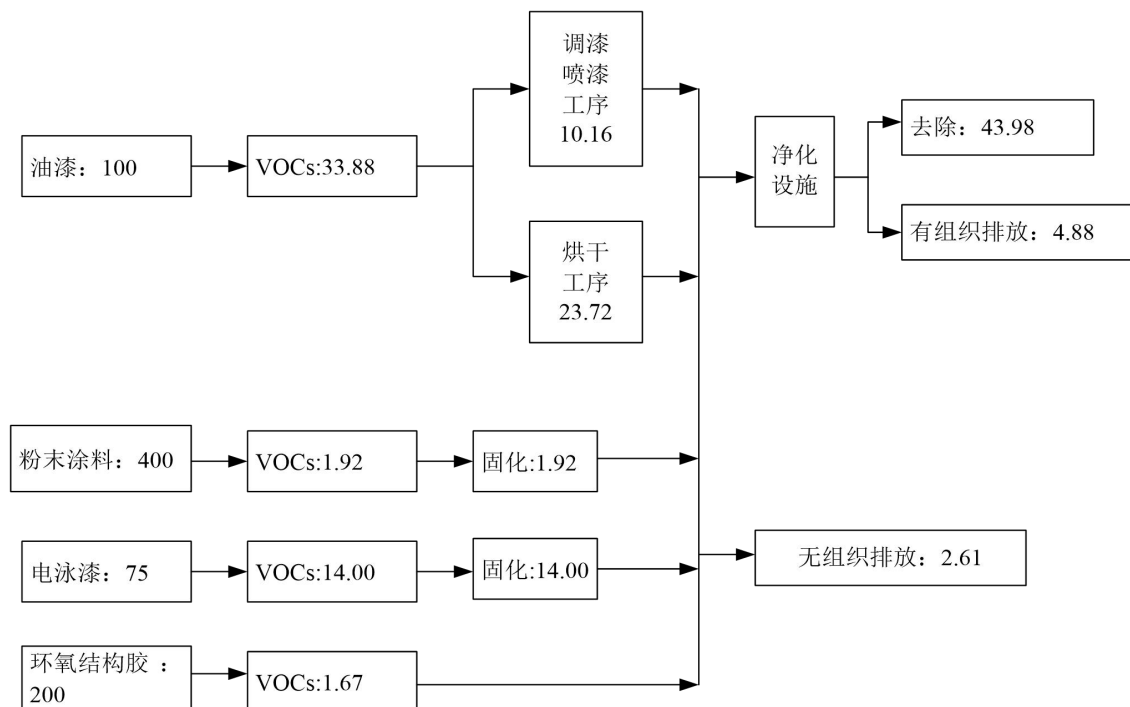 调漆
喷漆
工序
10.16
油漆：100
VOCs:33.88
净化
设施
去除：43.98
有组织排放：4.88
烘干
工序
23.72
粉末涂料：400
VOCs:1.92
固化:1.92
电泳漆：75
VOCs:14.00
固化:14.00
无组织排放：2.61
环氧结构胶 ：
200
VOCs:1.67